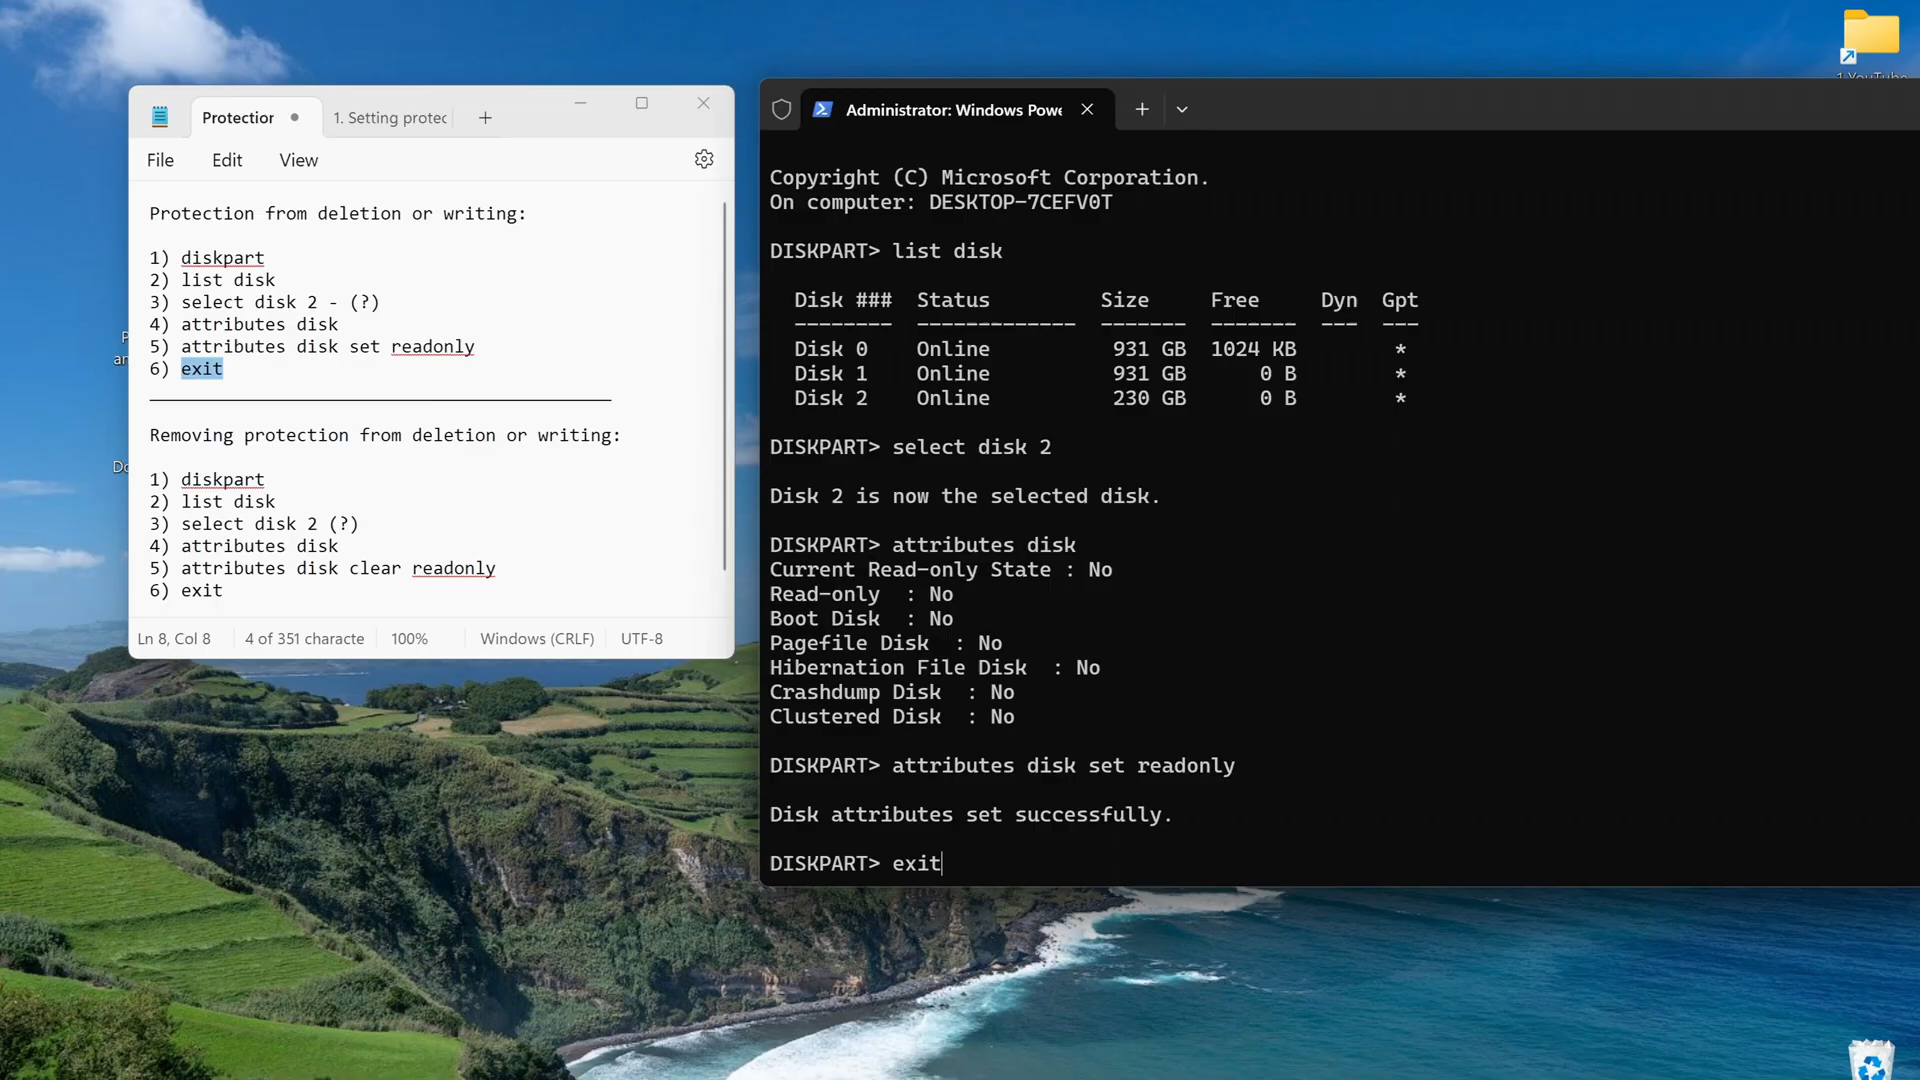 Protection
1. Setting protec
File Edit View
Protection from deletion or writing:
1) diskpart
2) list disk
3) select disk 2 - (?)
4) attributes disk
5) attributes disk set readonly
6) exit
Removing protection from deletion or writing:
1) diskpart
2) list disk
3) select disk 2 (?)
4) attributes disk
5) attributes disk clear readonly
6) exit
Ln 8, Col 8 4 of 351 characte 100% Windows (CRLF) UTF-8
Administrator: Windows Powe
Copyright (C) Microsoft Corporation.
On computer: DESKTOP-7CEFV0T
DISKPART> list disk
Disk ### Status Size Free Dyn Gpt
-------- ------------- ------- ------- --- ---
Disk 0 Online 931 GB 1024 KB *
Disk 1 Online 931 GB 0 B *
Disk 2 Online 230 GB 0 B *
DISKPART> select disk 2
Disk 2 is now the selected disk.
DISKPART> attributes disk
Current Read-only State : No
Read-only : No
Boot Disk : No
Pagefile Disk : No
Hibernation File Disk : No
Crashdump Disk : No
Clustered Disk : No
DISKPART> attributes disk set readonly
Disk attributes set successfully.
DISKPART> exit